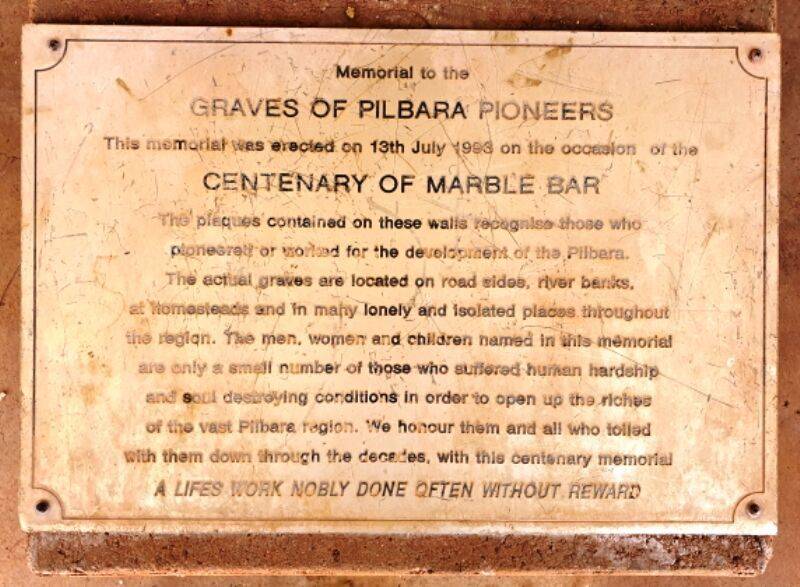 Memorial to the
GRAVES OF PILBARA PIONEERS
This memorial was erected on 13th July 1993 on the occasion of the
CENTENARY OF MARBLE BAR
The plaques contained on these walls recognise those who
pioneered or worked for the development of the Pilbara.
The actual graves are located on road sides, river banks,
at homesteads and in many lonely and isolated places throughout
the region. The men, women and children named in this memorial
are only a small number of those who suffered human hardship
and soul destroying conditions in order to open up the riches
of the vast Pilbara region. We honour them and all who toiled
with them down through the decades, with this centenary memorial
A LIFES WORK NOBLY DONE OFTEN WITHOUT REWARD